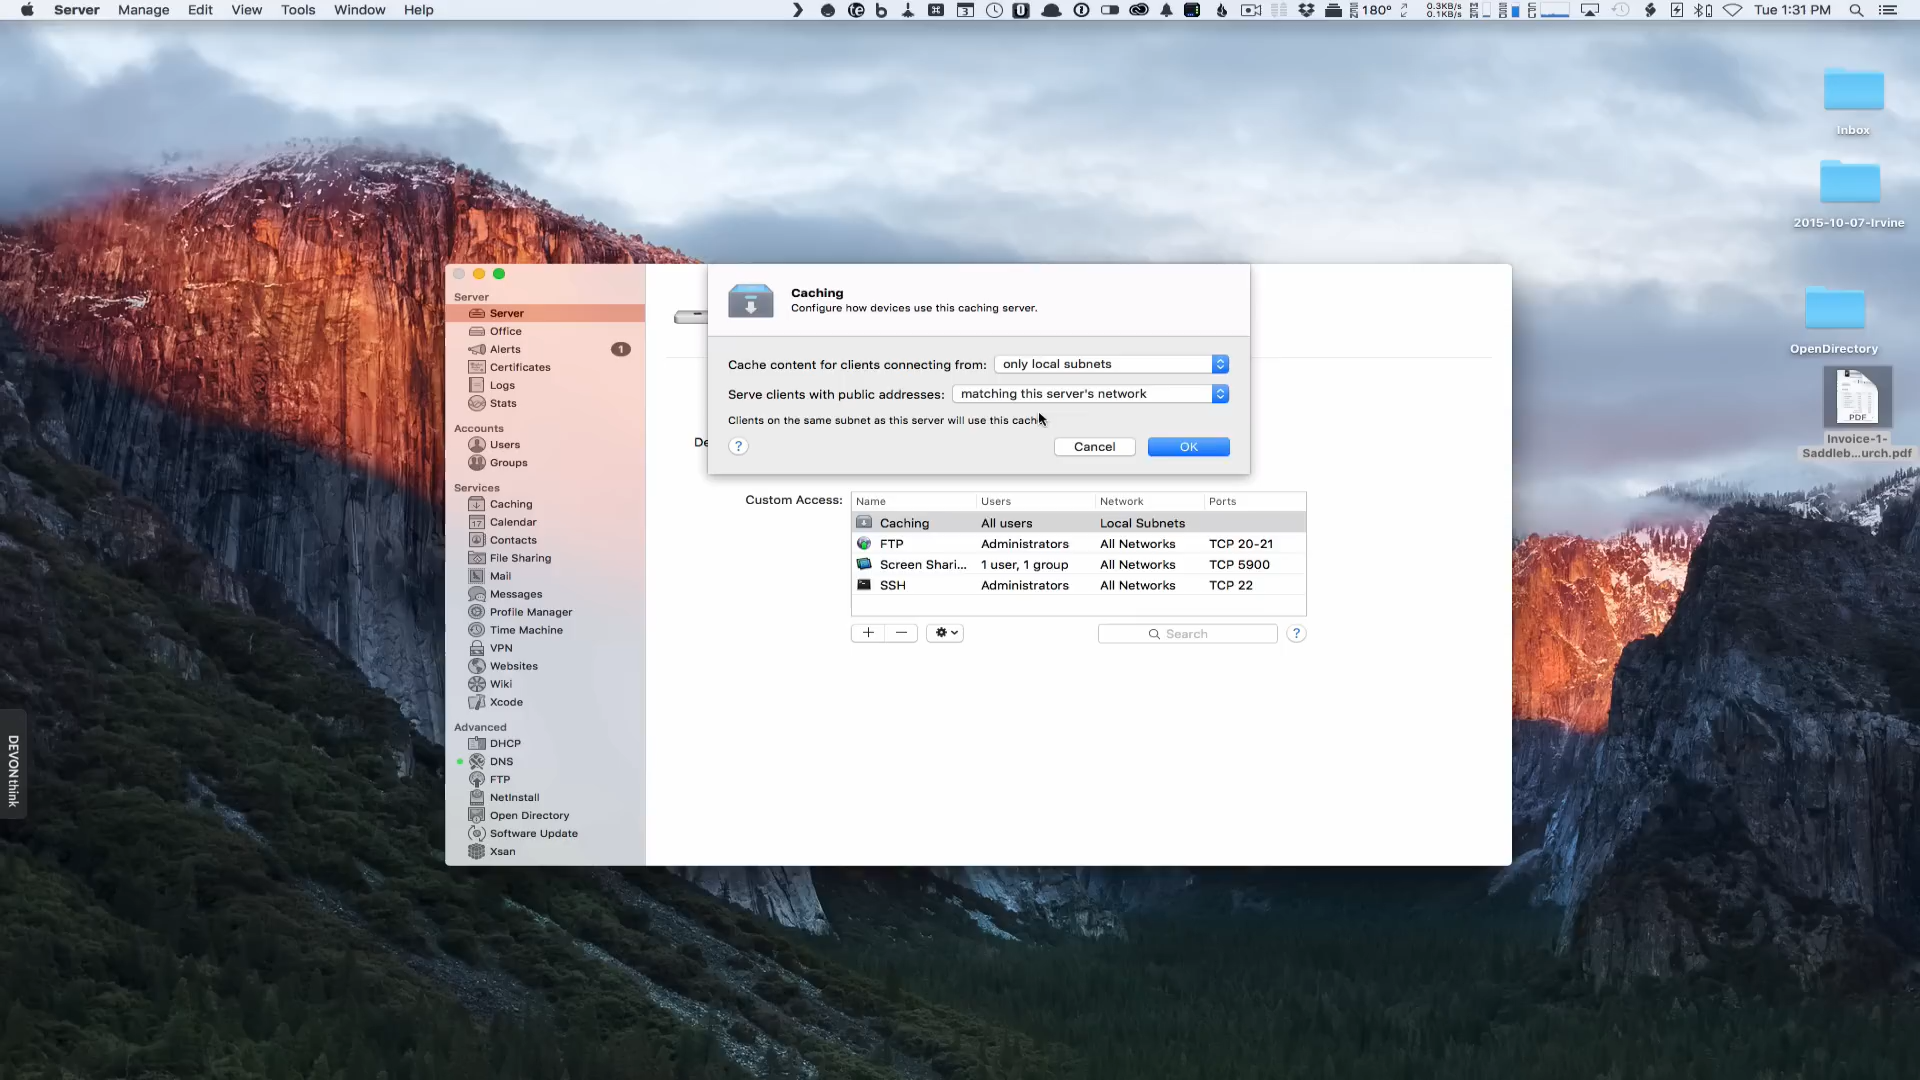 Server Manage Edit View Tools Window Help
180° 0.3KB/s 0.1KB/s Tue 1:31 PM
Inbox
2015-10-07-Irvine
OpenDirectory
PDF
Invoice-1-
Saddleb...urch.pdf
DEVONthink
Server
Server
Office
Alerts 1
Certificates
Logs
Stats
Accounts
Users
Groups
Services
Caching
Calendar
Contacts
File Sharing
Mail
Messages
Profile Manager
Time Machine
VPN
Websites
Wiki
Xcode
Advanced
DHCP
DNS
FTP
NetInstall
Open Directory
Software Update
Xsan
Caching
Configure how devices use this caching server.
Cache content for clients connecting from: only local subnets
Serve clients with public addresses: matching this server's network
Clients on the same subnet as this server will use this cach
? Cancel OK
De
Custom Access:
Name Users Network Ports
Caching All users Local Subnets
FTP Administrators All Networks TCP 20-21
Screen Shari... 1 user, 1 group All Networks TCP 5900
SSH Administrators All Networks TCP 22
+ − Search ?